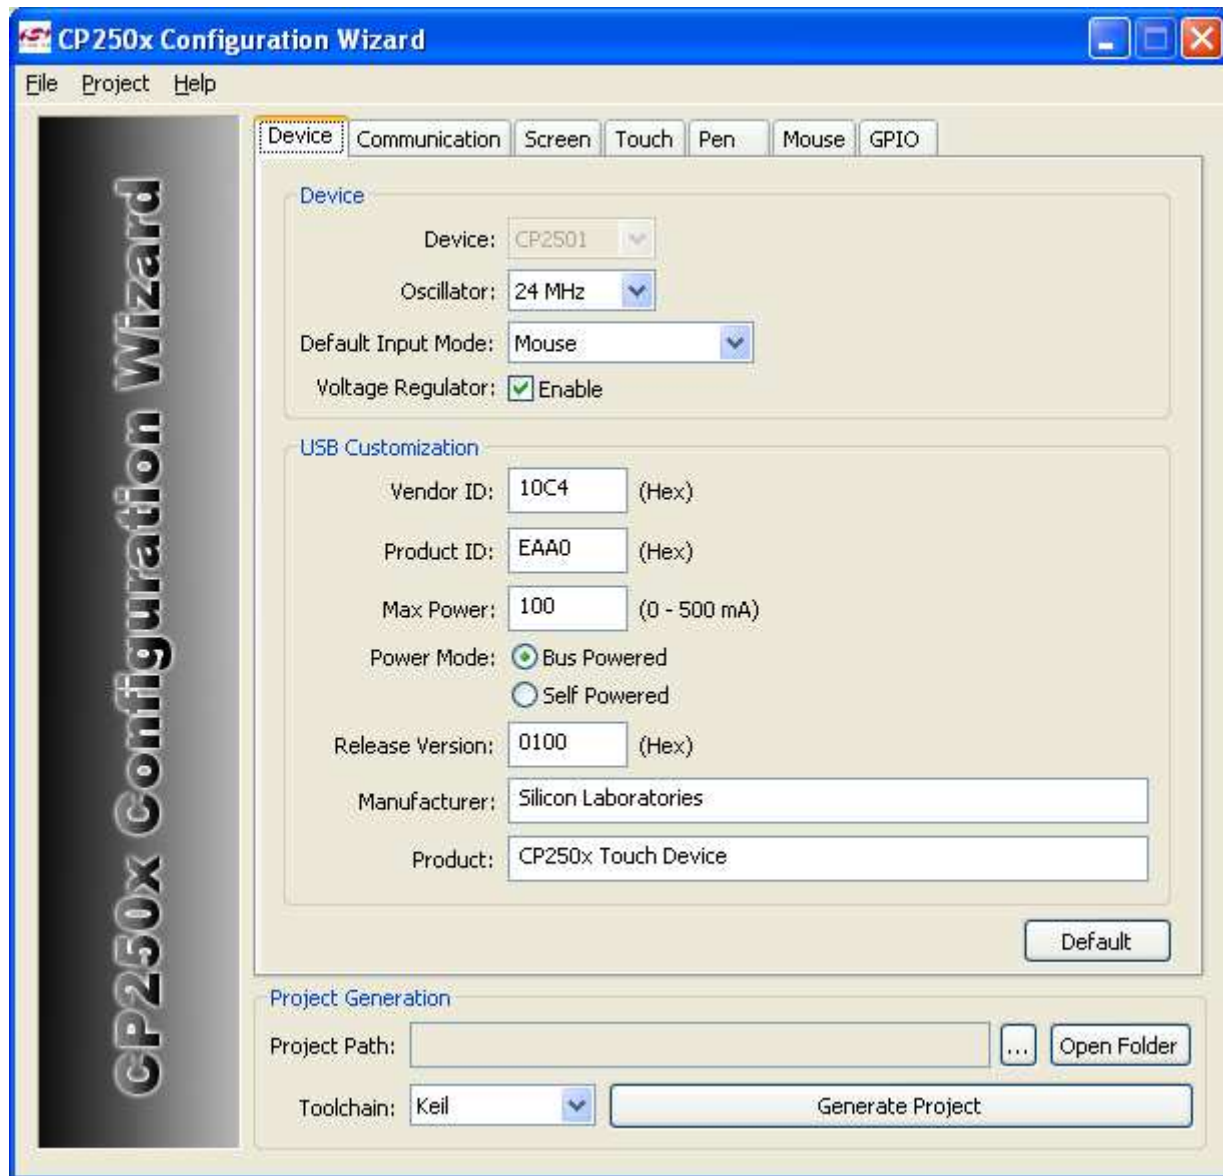 CP250x Configuration Wizard
File Project Help
CP250x Configuration Wizard
Device Communication Screen Touch Pen Mouse GPIO
Device
Device: CP2501
Oscillator: 24 MHz
Default Input Mode: Mouse
Voltage Regulator: Enable
USB Customization
Vendor ID: 10C4 (Hex)
Product ID: EAA0 (Hex)
Max Power: 100 (0 - 500 mA)
Power Mode: Bus Powered
Self Powered
Release Version: 0100 (Hex)
Manufacturer: Silicon Laboratories
Product: CP250x Touch Device
Default
Project Generation
Project Path: ... Open Folder
Toolchain: Keil Generate Project